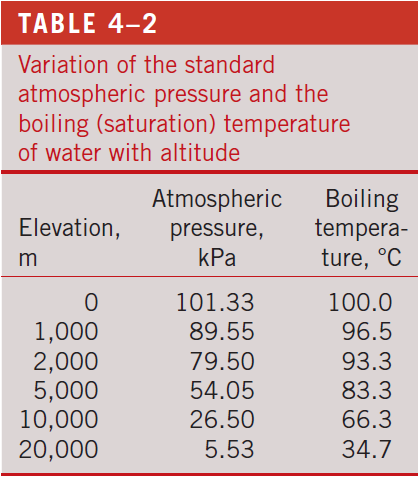 TABLE 4–2
Variation of the standard
atmospheric pressure and the
boiling (saturation) temperature
of water with altitude
Atmospheric Boiling
Elevation, pressure, tempera-
m kPa ture, °C
0 101.33 100.0
1,000 89.55 96.5
2,000 79.50 93.3
5,000 54.05 83.3
10,000 26.50 66.3
20,000 5.53 34.7